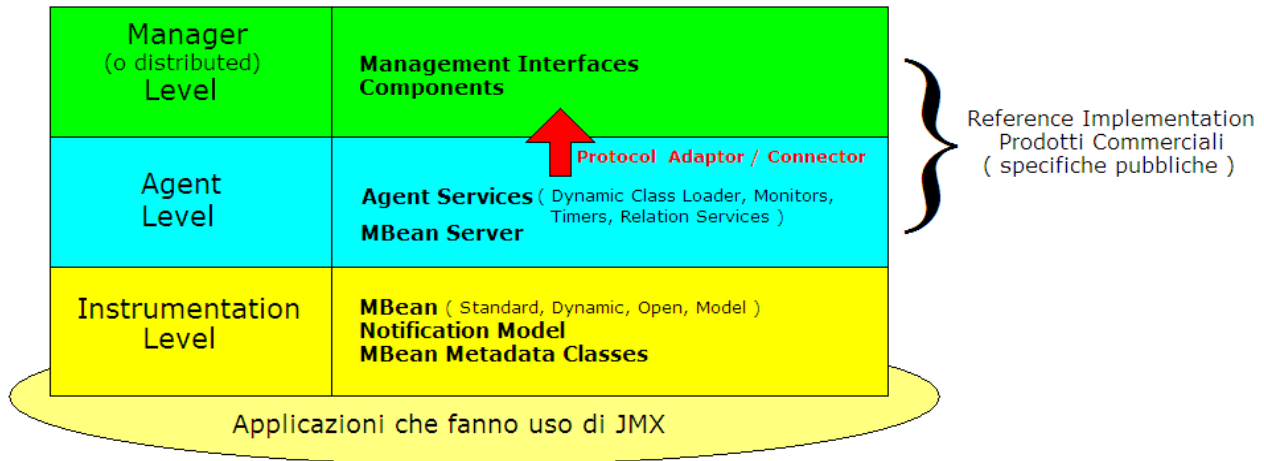 Manager
(o distributed)
Level
Management Interfaces
Components
Protocol Adaptor / Connector
Agent
Level
Agent Services ( Dynamic Class Loader, Monitors,
Timers, Relation Services )
MBean Server
Instrumentation
Level
MBean ( Standard, Dynamic, Open, Model )
Notification Model
MBean Metadata Classes
Applicazioni che fanno uso di JMX
Reference Implementation
Prodotti Commerciali
( specifiche pubbliche )